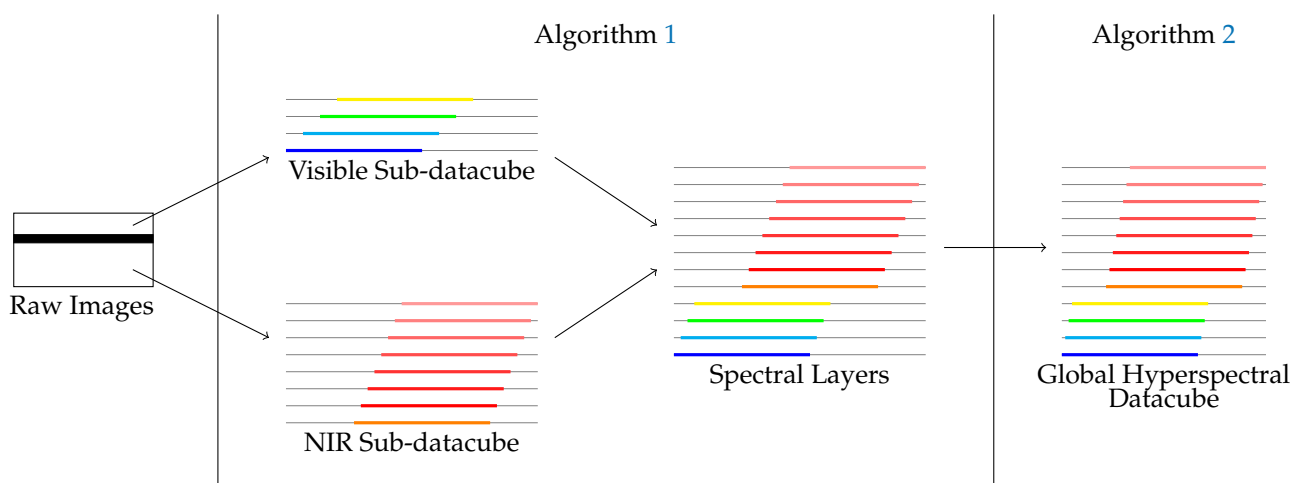 Algorithm 1
Algorithm 2
Visible Sub-datacube
Raw Images
NIR Sub-datacube
Spectral Layers
Global Hyperspectral
Datacube